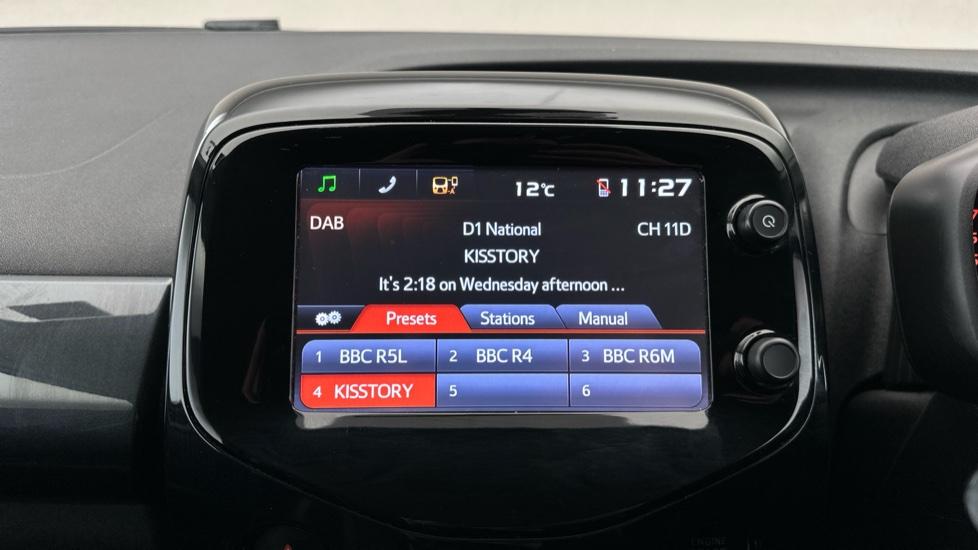 12°C 11:27
DAB D1 National CH 11D
KISSTORY
It's 2:18 on Wednesday afternoon ...
Presets Stations Manual
1 BBC R5L 2 BBC R4 3 BBC R6M
4 KISSTORY 5 6
ENGINE